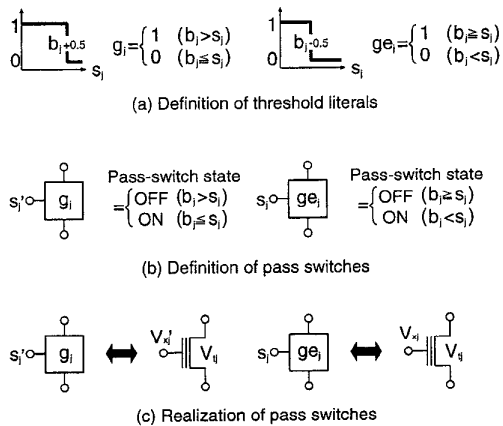 1
0
bⱼ+0.5
sⱼ
gⱼ={1 (bⱼ>sⱼ)
0 (bⱼ≦sⱼ)
1
0
bⱼ-0.5
sⱼ
geⱼ={1 (bⱼ≧sⱼ)
0 (bⱼ<sⱼ)
(a) Definition of threshold literals
sⱼ'
gⱼ
Pass-switch state
={OFF (bⱼ>sⱼ)
ON (bⱼ≦sⱼ)
sⱼ
geⱼ
Pass-switch state
={OFF (bⱼ≧sⱼ)
ON (bⱼ<sⱼ)
(b) Definition of pass switches
sⱼ'
gⱼ
Vₓⱼ'
Vₜⱼ
sⱼ
geⱼ
Vₓⱼ
Vₜⱼ
(c) Realization of pass switches